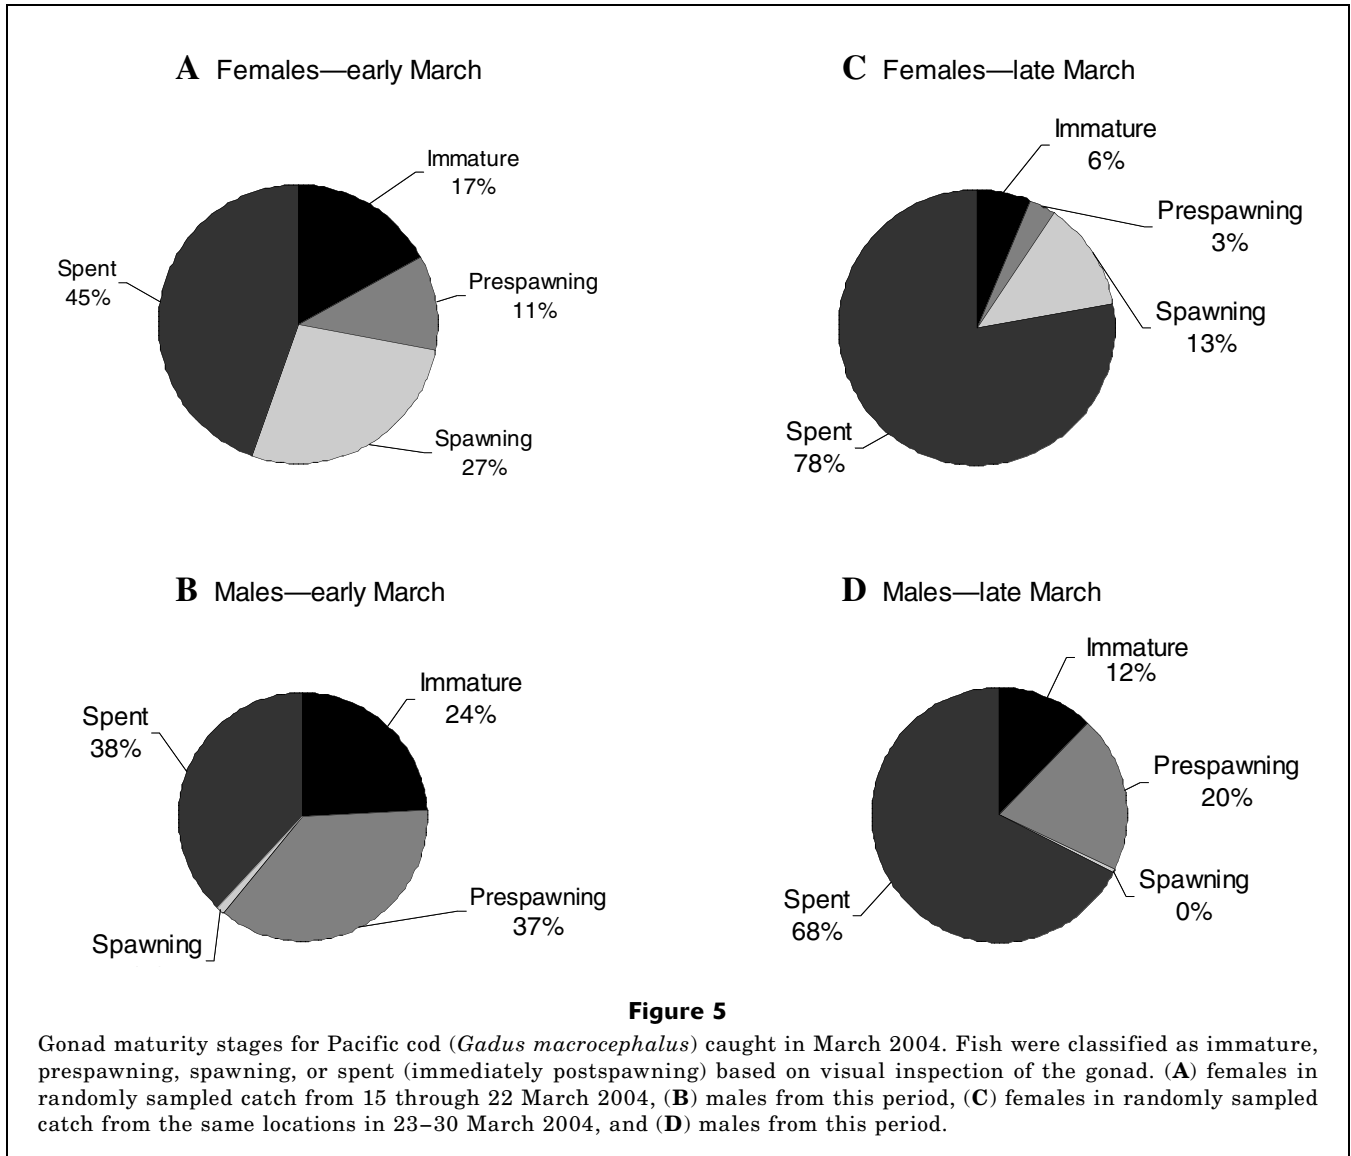 A Females—early March
Immature
17%
Prespawning
11%
Spawning
27%
Spent
45%
C Females—late March
Immature
6%
Prespawning
3%
Spawning
13%
Spent
78%
B Males—early March
Immature
24%
Prespawning
37%
Spawning
Spent
38%
D Males—late March
Immature
12%
Prespawning
20%
Spawning
0%
Spent
68%
Figure 5
Gonad maturity stages for Pacific cod (Gadus macrocephalus) caught in March 2004. Fish were classified as immature,
prespawning, spawning, or spent (immediately postspawning) based on visual inspection of the gonad. (A) females in
randomly sampled catch from 15 through 22 March 2004, (B) males from this period, (C) females in randomly sampled
catch from the same locations in 23–30 March 2004, and (D) males from this period.